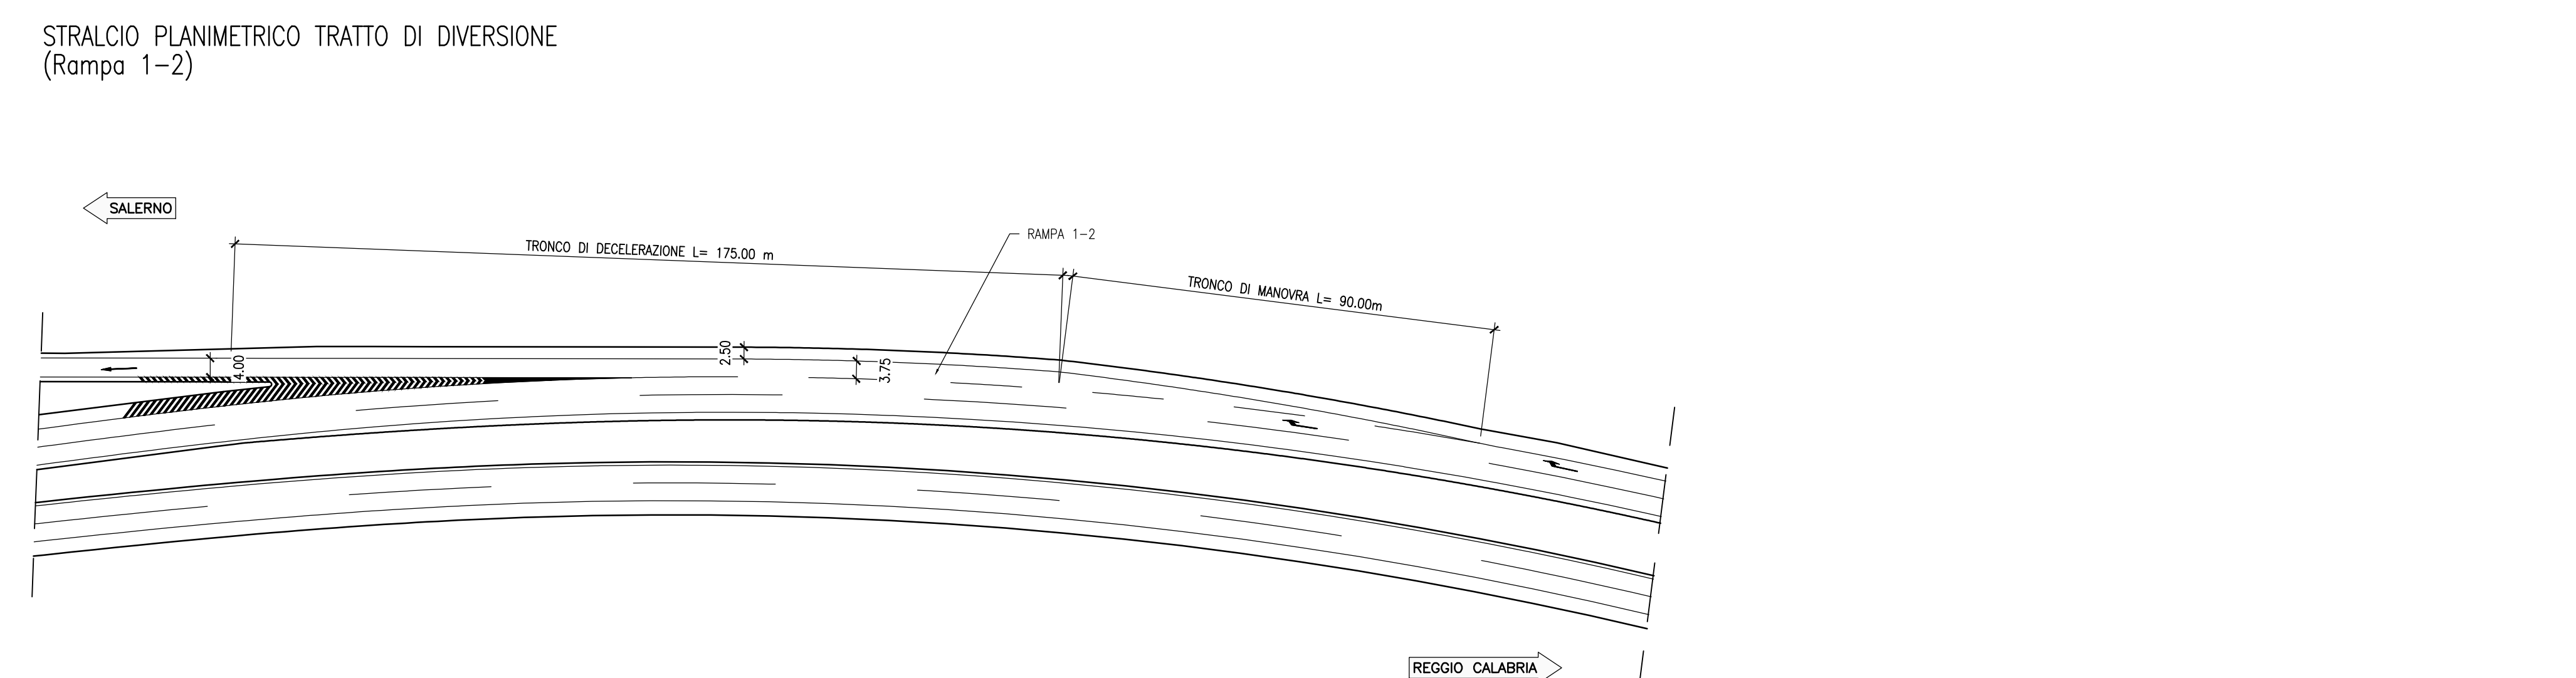 STRALCIO PLANIMETRICO TRATTO DI DIVERSIONE
(Rampa 1-2)
SALERNO
RAMPA 1-2
TRONCO DI DECELERAZIONE L= 175.00 m
TRONCO DI MANOVRA L= 90.00m
2.50
4.00
3.75
REGGIO CALABRIA